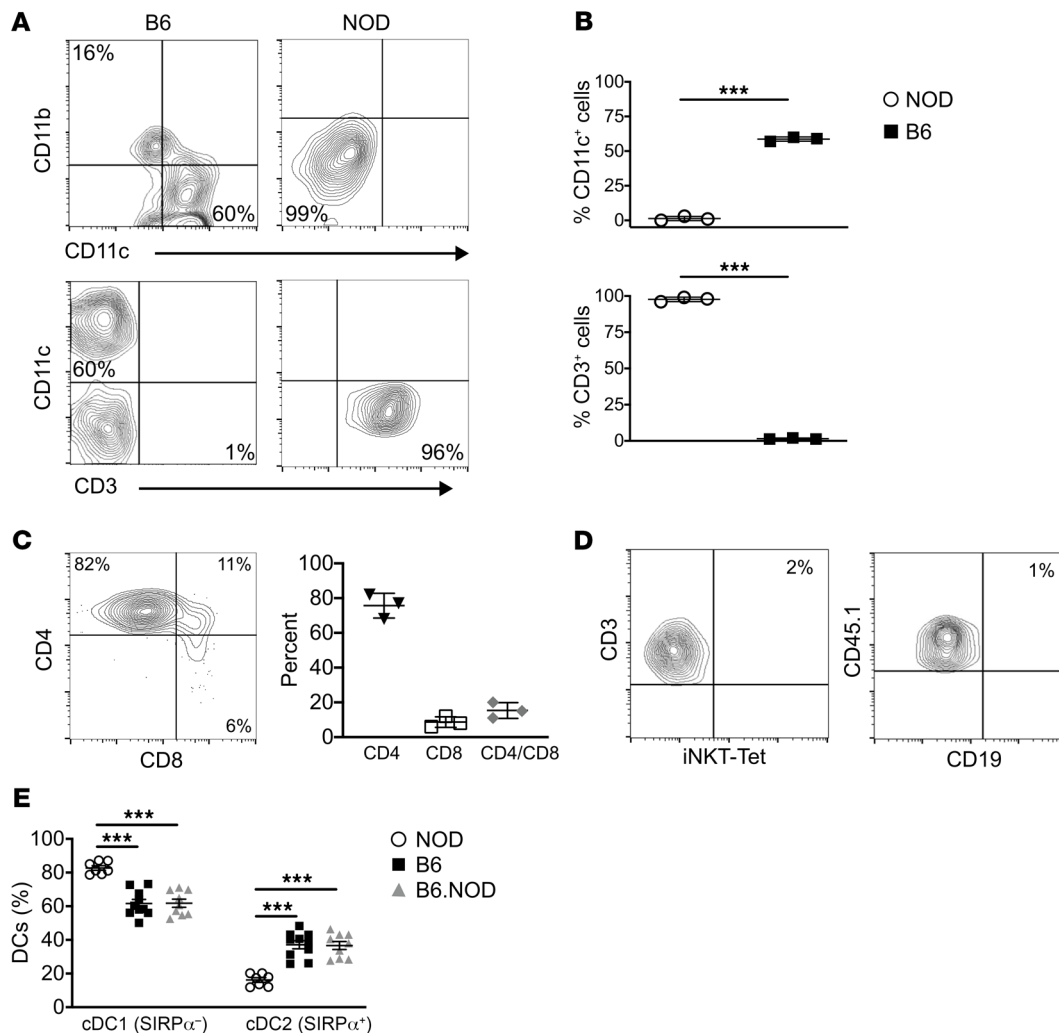 A
B6
NOD
16%
CD11b
60%
99%
CD11c
60%
CD11c
1%
96%
CD3
B
100
75
50
25
0
% CD11c⁺ cells
***
NOD
B6
100
75
50
25
0
% CD3⁺ cells
***
C
82%
11%
CD4
6%
CD8
Percent
100
80
60
40
20
0
CD4
CD8
CD4/CD8
D
2%
CD3
iNKT-Tet
1%
CD45.1
CD19
E
DCs (%)
100
80
60
40
20
0
***
***
***
***
cDC1 (SIRPα⁻)
cDC2 (SIRPα⁺)
NOD
B6
B6.NOD